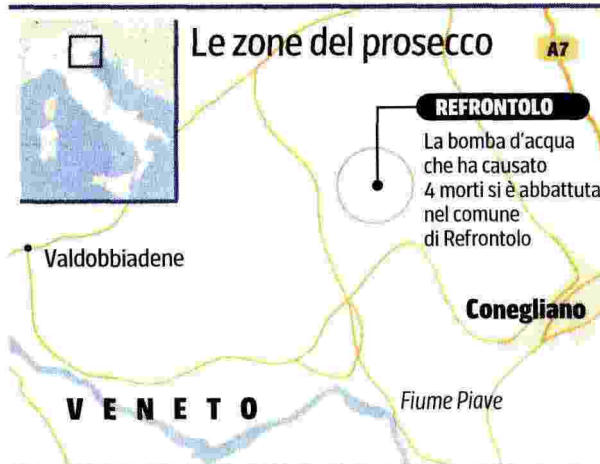 Le zone del prosecco
A7
REFRONTOLO
La bomba d'acqua
che ha causato
4 morti si è abbattuta
nel comune
di Refrontolo
Valdobbiadene
Conegliano
VENETO
Fiume Piave